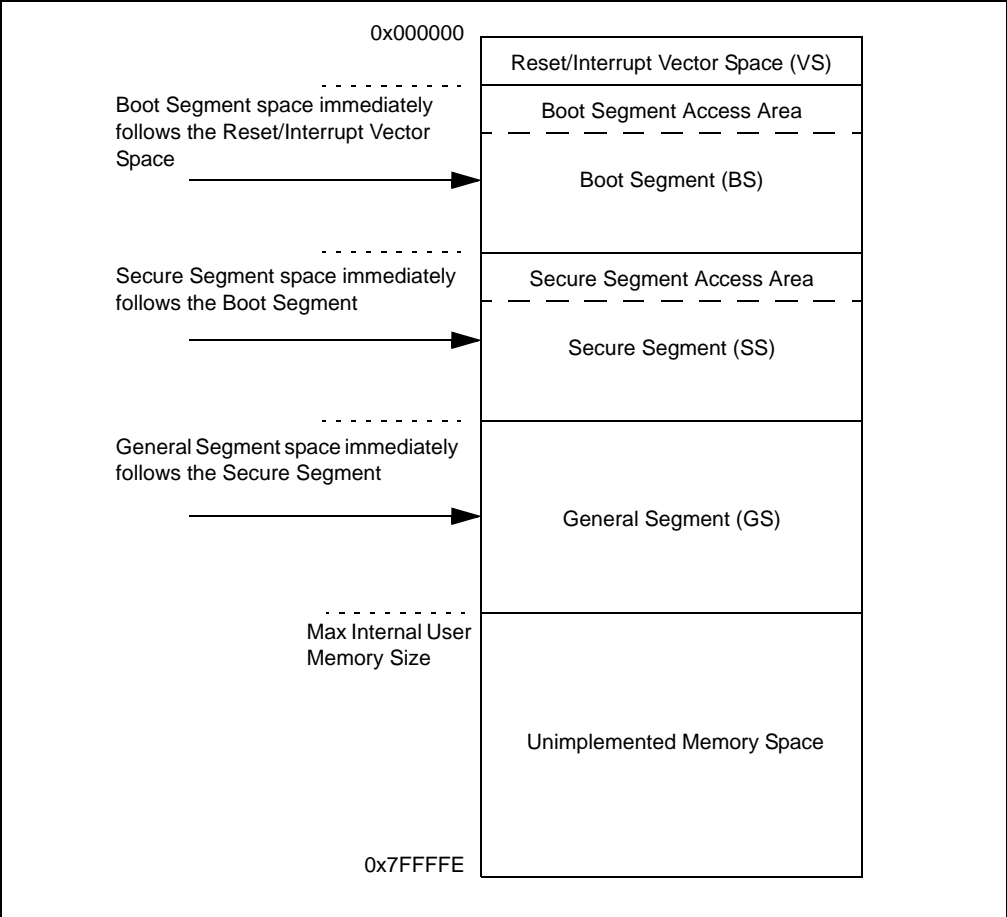 0x000000
Reset/Interrupt Vector Space (VS)
Boot Segment space immediately
follows the Reset/Interrupt Vector
Space
Boot Segment Access Area
Boot Segment (BS)
Secure Segment space immediately
follows the Boot Segment
Secure Segment Access Area
Secure Segment (SS)
General Segment space immediately
follows the Secure Segment
General Segment (GS)
Max Internal User
Memory Size
Unimplemented Memory Space
0x7FFFFE